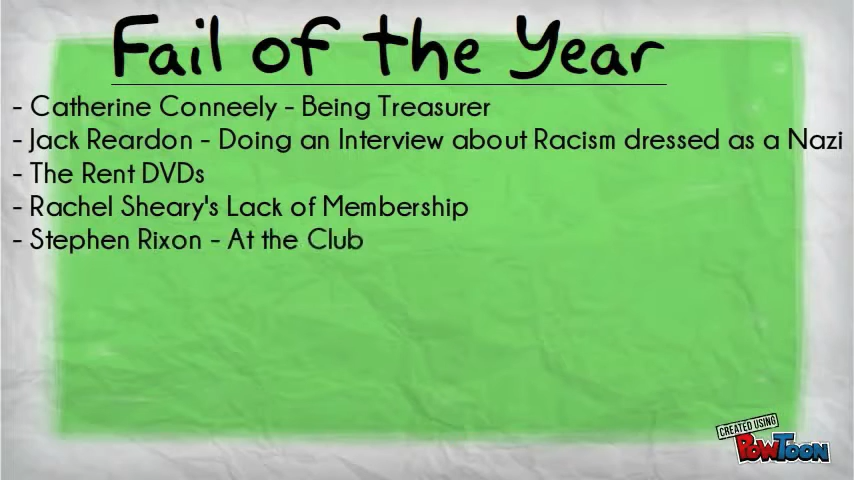 Fail of the Year
- Catherine Conneely - Being Treasurer
- Jack Reardon - Doing an Interview about Racism dressed as a Nazi
- The Rent DVDs
- Rachel Sheary's Lack of Membership
- Stephen Rixon - At the Club
CREATED USING
POWTOON